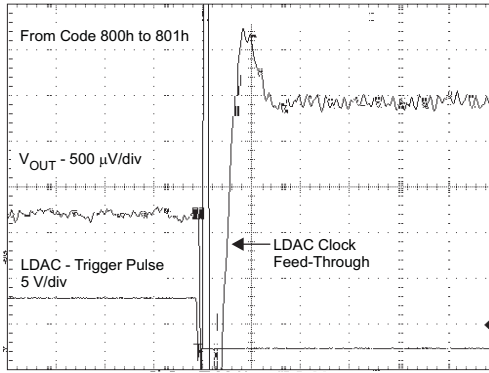 From Code 800h to 801h
V_OUT - 500 μV/div
LDAC Clock
Feed-Through
LDAC - Trigger Pulse
5 V/div